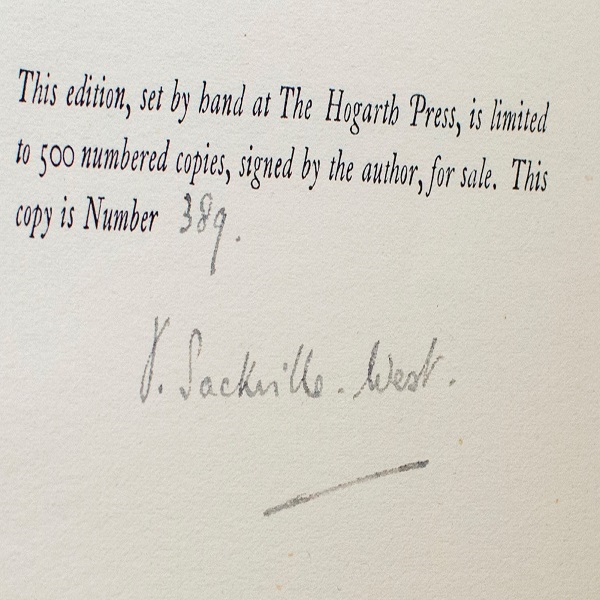 This edition, set by hand at The Hogarth Press, is limited
to 500 numbered copies, signed by the author, for sale. This
copy is Number 389.
V. Sackville-West.